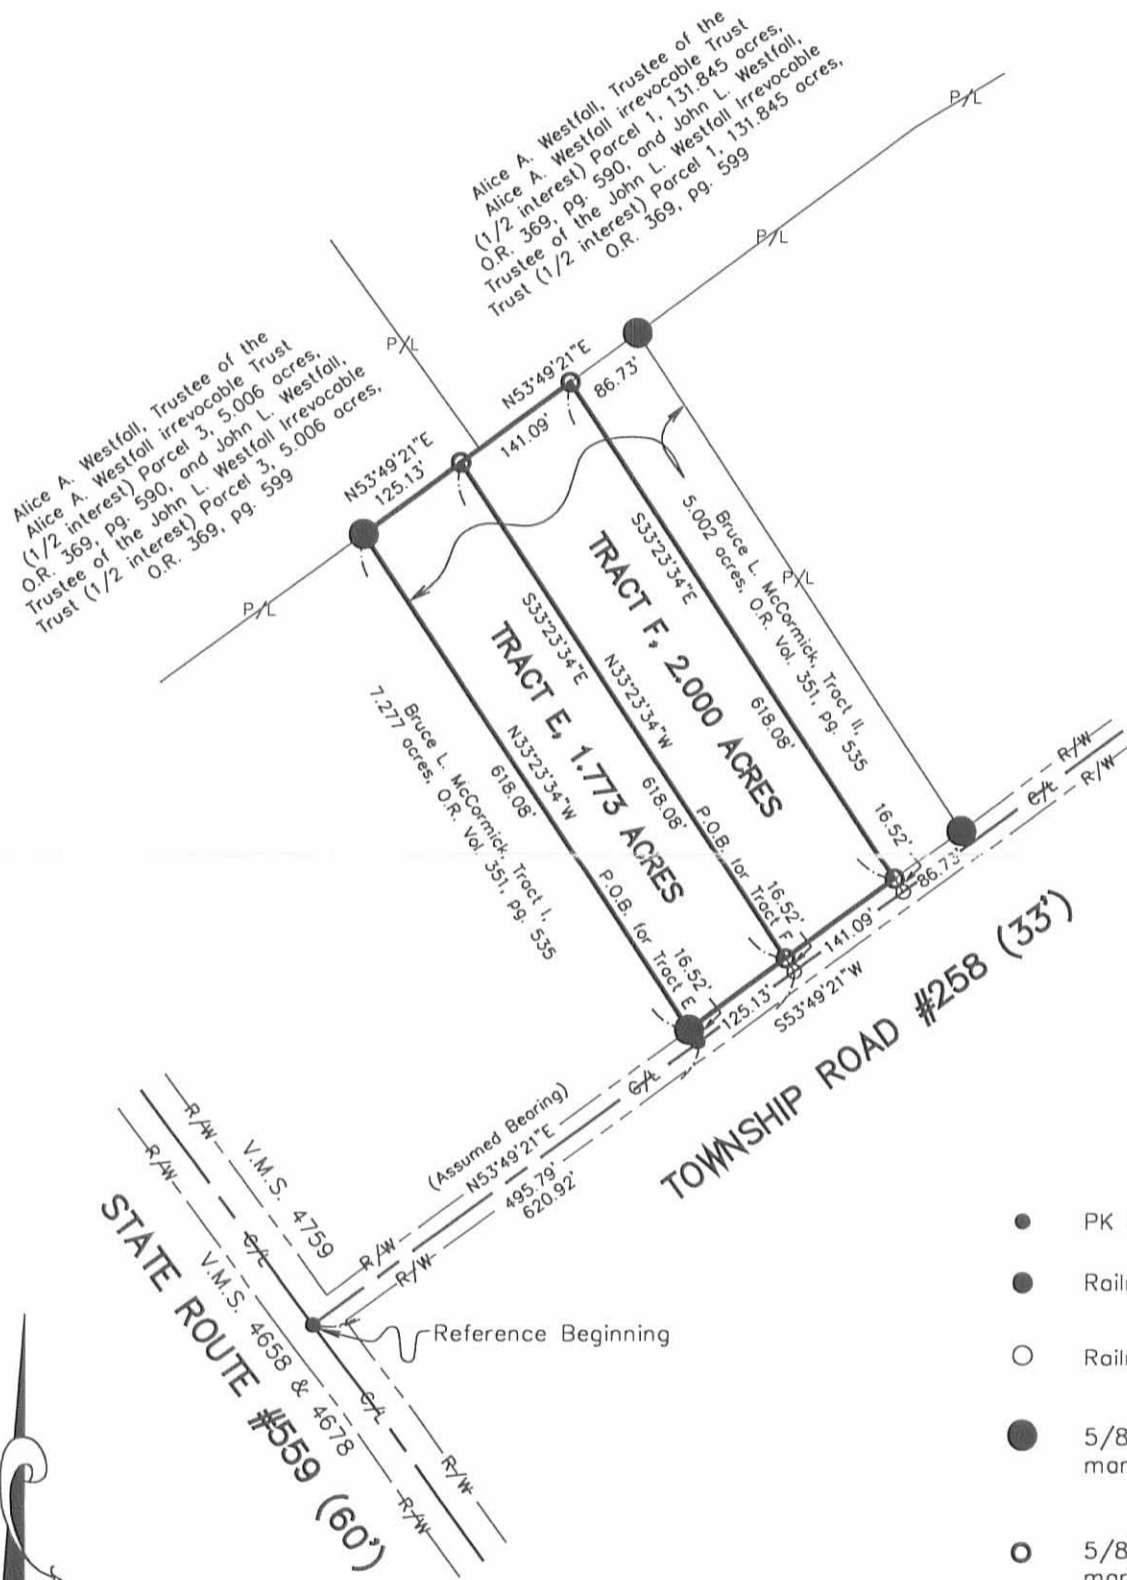 Alice A. Westfall, Trustee of the
Alice A. Westfall irrevocable Trust
(1/2 interest) Parcel 1, 131.845 acres,
O.R. 369, pg. 590, and John L. Westfall,
Trustee of the John L. Westfall Irrevocable
Trust (1/2 interest) Parcel 1, 131.845 acres,
O.R. 369, pg. 599
P/L
P/L
P/L
Alice A. Westfall, Trustee of the
Alice A. Westfall irrevocable Trust
(1/2 interest) Parcel 3, 5.006 acres,
O.R. 369, pg. 590, and John L. Westfall,
Trustee of the John L. Westfall Irrevocable
Trust (1/2 interest) Parcel 3, 5.006 acres,
O.R. 369, pg. 599
P/L
N53°49'21"E
86.73'
141.09'
N53°49'21"E
125.13'
Bruce L. McCormick, Tract II,
5.002 acres, O.R. Vol. 351, pg. 535
P/L
S33°23'34"E
618.08'
16.52'
TRACT F, 2.000 ACRES
N33°23'34"W
618.08'
P.O.B. for Tract F
16.52'
S33°23'34"E
TRACT E, 1.773 ACRES
N33°23'34"W
618.08'
P.O.B. for Tract E
16.52'
Bruce L. McCormick, Tract I,
7.277 acres, O.R. Vol. 351, pg. 535
R/W
C/L
R/W
86.73'
141.09'
125.13'
S53°49'21"W
TOWNSHIP ROAD #258 (33')
C/L
(Assumed Bearing)
N53°49'21"E
495.79'
620.92'
R/W
R/W
R/W
V.M.S. 4759
R/W
C/L
V.M.S. 4658 & 4678
STATE ROUTE #559 (60')
Reference Beginning
C/L
R/W
R/W
PK
Railr
Railr
5/8
mar
5/8
mar